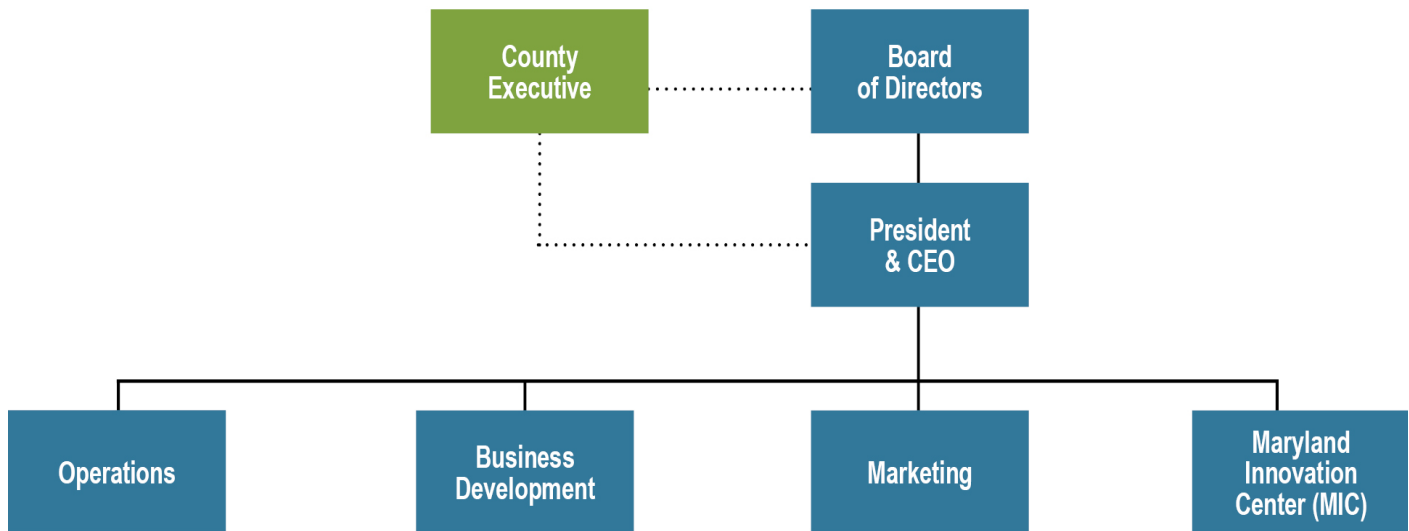 County
Executive
Board
of Directors
President
& CEO
Operations
Business
Development
Marketing
Maryland
Innovation
Center (MIC)